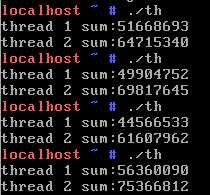 localhost ~ # ./th
thread 1 sum:51668693
thread 2 sum:64715340
localhost ~ # ./th
thread 1 sum:49904752
thread 2 sum:69817645
localhost ~ # ./th
thread 1 sum:44566533
thread 2 sum:61607962
localhost ~ # ./th
thread 1 sum:56360090
thread 2 sum:75366812